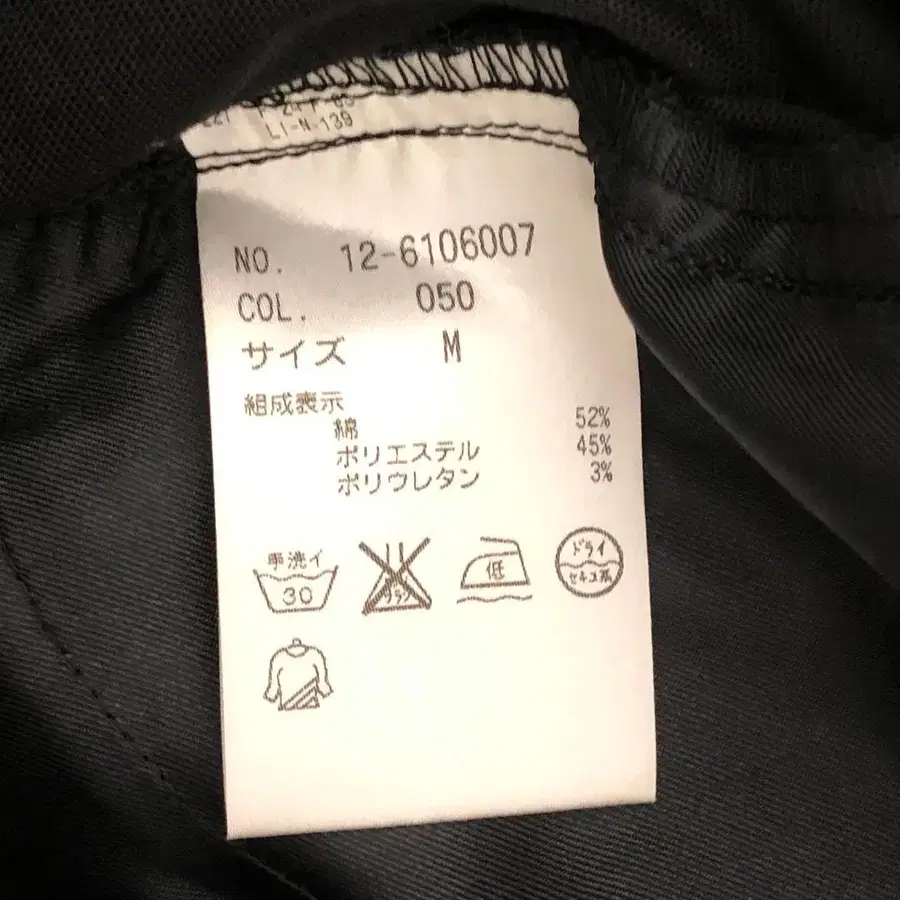 LI-N-139
NO. 12-6106007
COL. 050
サイズ M
組成表示
綿 52%
ポリエステル 45%
ポリウレタン 3%
手洗イ
30
低
ドライ
セキユ系